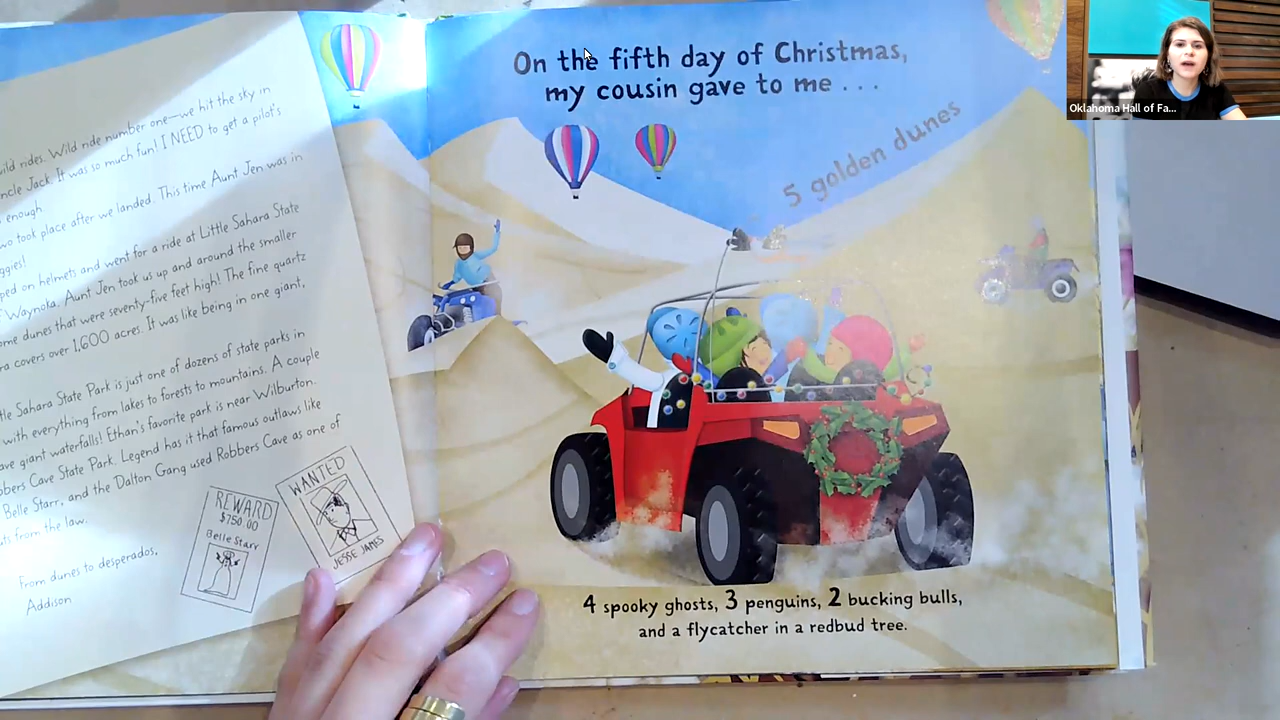 ild rides. Wild ride number one—we hit the sky in
ncle Jack. It was so much fun! I NEED to get a pilot's
enough.
wo took place after we landed. This time Aunt Jen was in
ggies!
ped on helmets and went for a ride at Little Sahara State
Waynoka. Aunt Jen took us up and around the smaller
ome dunes that were seventy-five feet high! The fine quartz
ra covers over 1,600 acres. It was like being in one giant,
tle Sahara State Park is just one of dozens of state parks in
with everything from lakes to forests to mountains. A couple
ave giant waterfalls! Ethan's favorite park is near Wilburton.
bbers Cave State Park. Legend has it that famous outlaws like
Belle Starr, and the Dalton Gang used Robbers Cave as one of
ts from the law.
From dunes to desperados,
Addison
REWARD
$750.00
Belle Starr
WANTED
JESSE JAMES
On the fifth day of Christmas,
my cousin gave to me . . .
5 golden dunes
4 spooky ghosts, 3 penguins, 2 bucking bulls,
and a flycatcher in a redbud tree.
Oklahoma Hall of Fa...